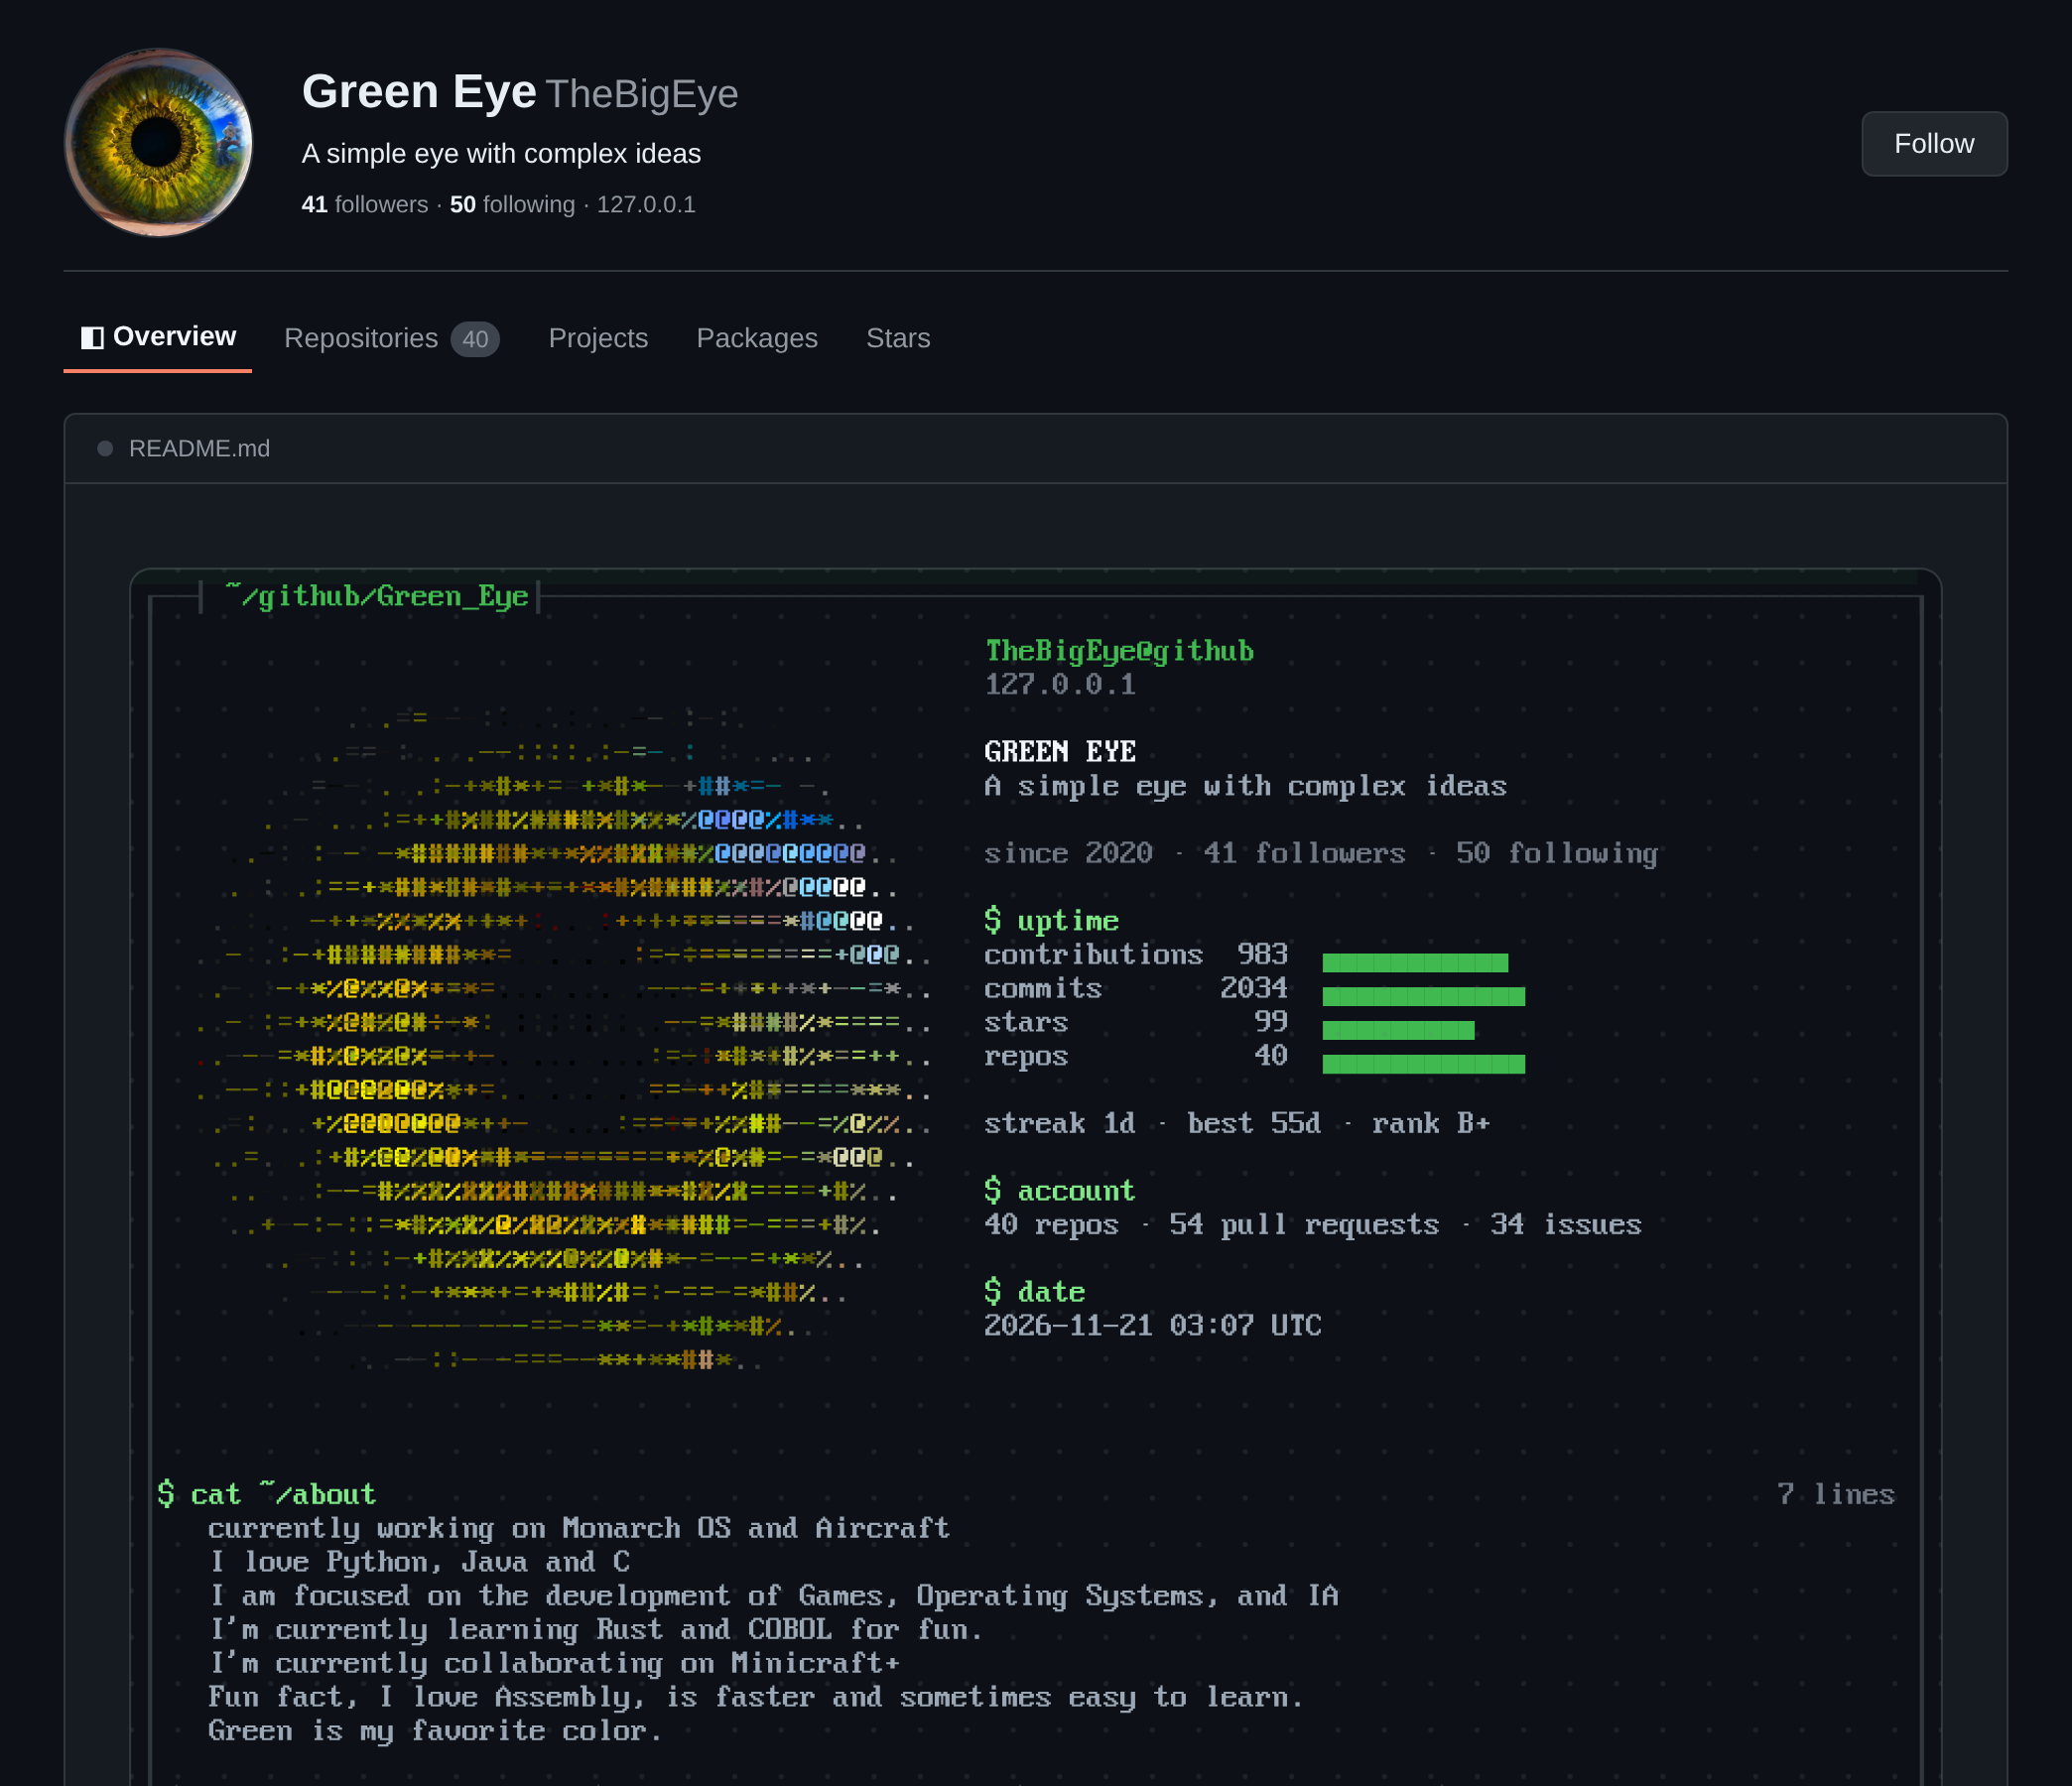 Green Eye TheBigEye
A simple eye with complex ideas
41 followers · 50 following · 127.0.0.1
Follow
Overview Repositories 40 Projects Packages Stars
README.md
~/github/Green_Eye
TheBigEye@github
127.0.0.1
GREEN EYE
A simple eye with complex ideas
since 2020 · 41 followers · 50 following
$ uptime
contributions 983
commits 2034
stars 99
repos 40
streak 1d · best 55d · rank B+
$ account
40 repos · 54 pull requests · 34 issues
$ date
2026-11-21 03:07 UTC
$ cat ~/about 7 lines
currently working on Monarch OS and Aircraft
I love Python, Java and C
I am focused on the development of Games, Operating Systems, and IA
I'm currently learning Rust and COBOL for fun.
I'm currently collaborating on Minicraft+
Fun fact, I love Assembly, is faster and sometimes easy to learn.
Green is my favorite color.